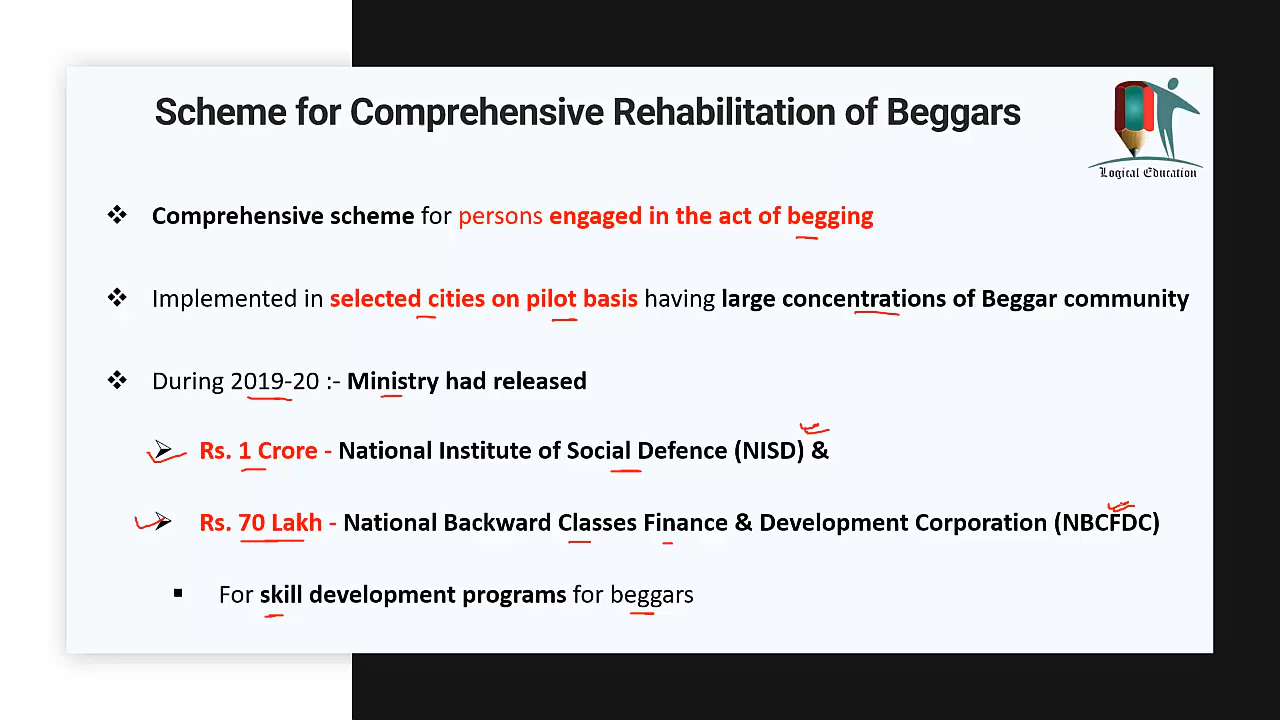 Scheme for Comprehensive Rehabilitation of Beggars
Logical Education
❖ Comprehensive scheme for persons engaged in the act of begging
❖ Implemented in selected cities on pilot basis having large concentrations of Beggar community
❖ During 2019-20 :- Ministry had released
➢ Rs. 1 Crore - National Institute of Social Defence (NISD) &
➢ Rs. 70 Lakh - National Backward Classes Finance & Development Corporation (NBCFDC)
▪ For skill development programs for beggars